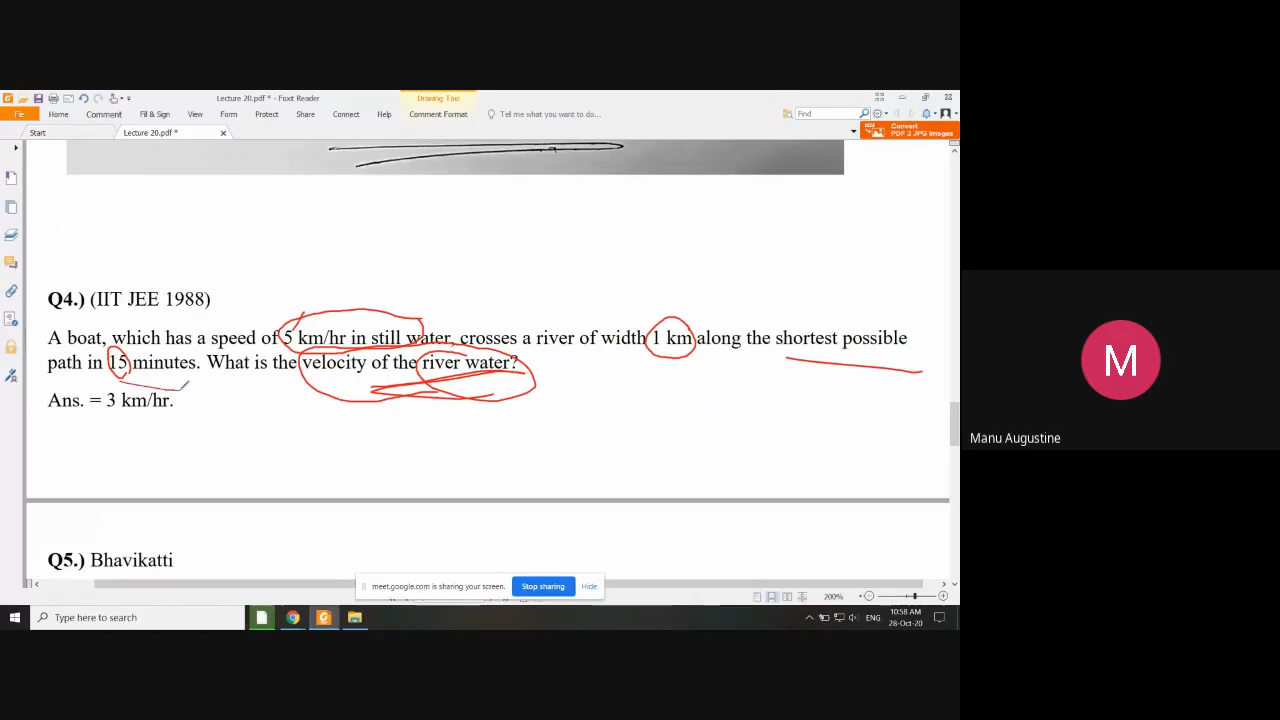 Lecture 20.pdf * - Foxit Reader
Drawing Tool
File
Home
Comment
Fill & Sign
View
Form
Protect
Share
Connect
Help
Comment Format
Tell me what you want to do...
Find
Start
Lecture 20.pdf *
Convert
PDF 2 JPG Images
Q4.) (IIT JEE 1988)
A boat, which has a speed of 5 km/hr in still water, crosses a river of width 1 km along the shortest possible
path in 15 minutes. What is the velocity of the river water?
Ans. = 3 km/hr.
Q5.) Bhavikatti
meet.google.com is sharing your screen.
Stop sharing
Hide
200%
Type here to search
ENG
10:58 AM
28-Oct-20
M
Manu Augustine